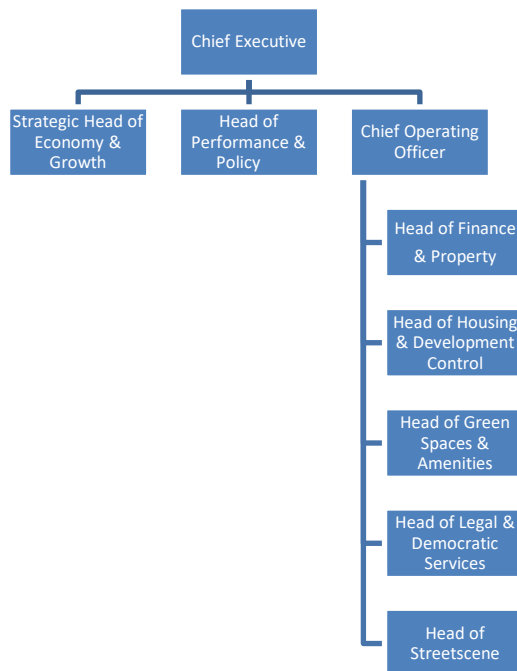 Chief Executive
Strategic Head of
Economy &
Growth
Head of
Performance &
Policy
Chief Operating
Officer
Head of Finance
& Property
Head of Housing
& Development
Control
Head of Green
Spaces &
Amenities
Head of Legal &
Democratic
Services
Head of
Streetscene